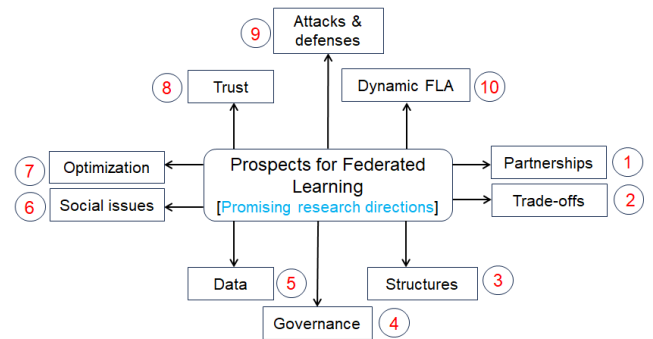 Attacks &
defenses
9
8
Trust
Dynamic FLA
10
7
Optimization
Prospects for Federated
Learning
[Promising research directions]
Partnerships
1
6
Social issues
Trade-offs
2
Data
5
Structures
3
Governance
4